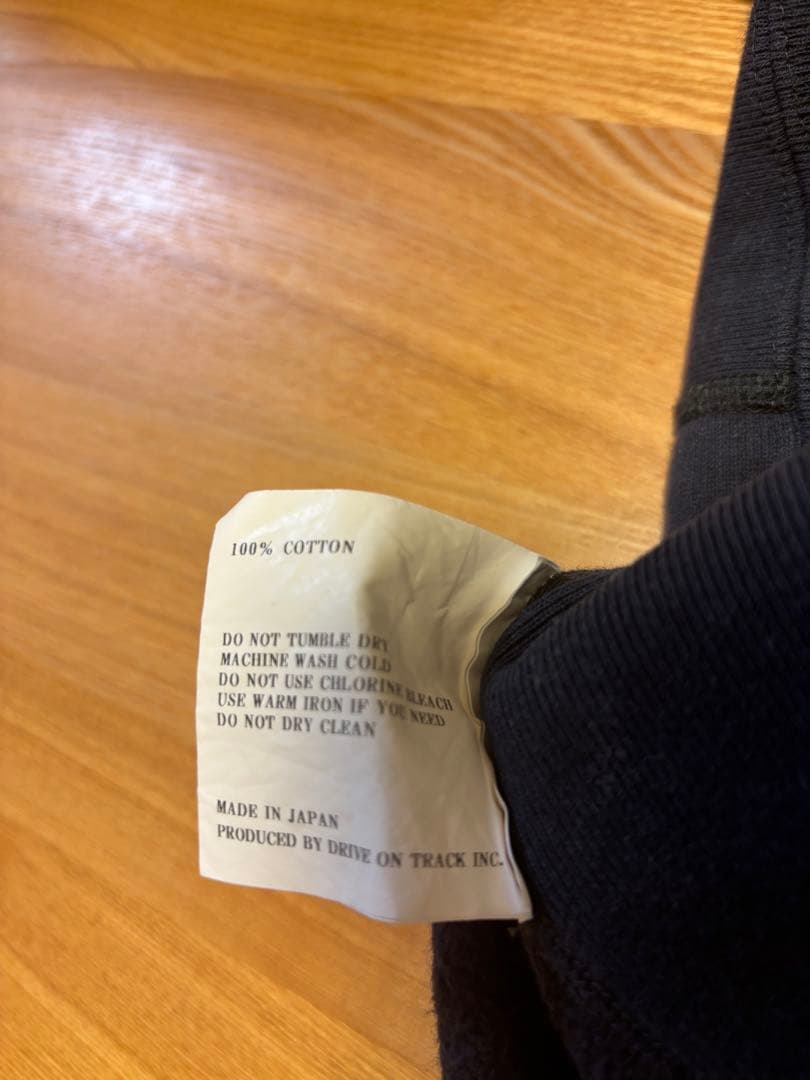 100% COTTON
DO NOT TUMBLE DRY
MACHINE WASH COLD
DO NOT USE CHLORINE BLEACH
USE WARM IRON IF YOU NEED
DO NOT DRY CLEAN
MADE IN JAPAN
PRODUCED BY DRIVE ON TRACK INC.